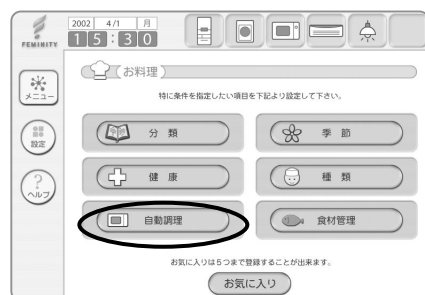 FEMINITY
2002 4/1 月
15:30
メニュー
設定
ヘルプ
お料理
特に条件を指定したい項目を下記より設定して下さい。
分 類
季 節
健 康
種 類
自動調理
食材管理
お気に入りは5つまで登録することが出来ます。
お気に入り